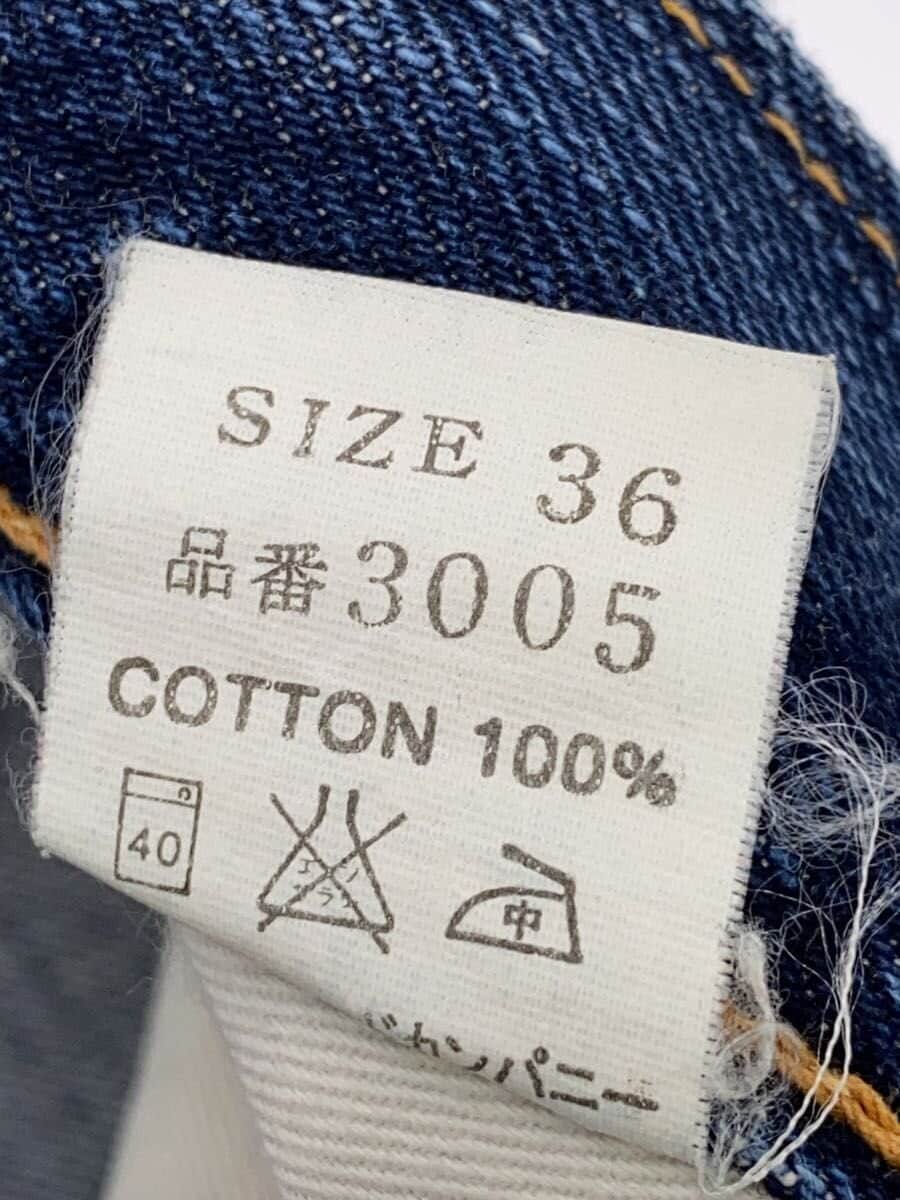 SIZE 36
品番3005
COTTON 100%
40 エンソ サラシ 中
カンパニー